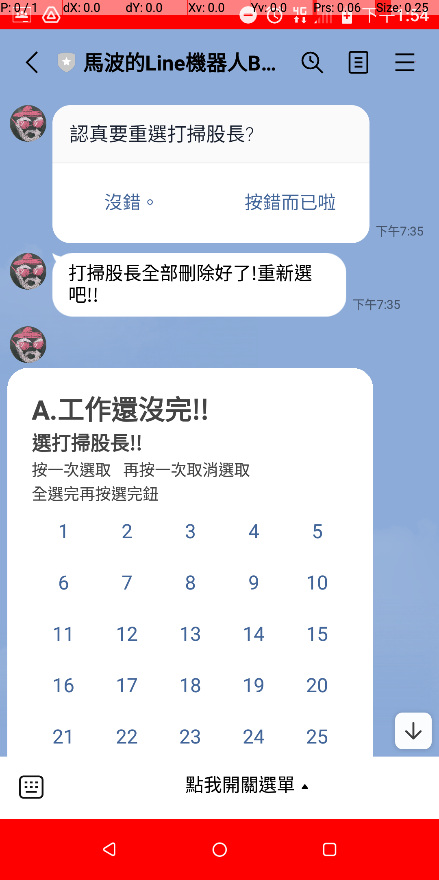 P: 0 / 1 dX: 0.0 dY: 0.0 Xv: 0.0 Yv: 0.0 Prs: 0.06 Size: 0.25
4G 下午1:54
馬波的Line機器人B...
認真要重選打掃股長?
沒錯。 按錯而已啦
下午7:35
打掃股長全部刪除好了!重新選
吧!!
下午7:35
A.工作還沒完!!
選打掃股長!!
按一次選取 再按一次取消選取
全選完再按選完鈕
1 2 3 4 5
6 7 8 9 10
11 12 13 14 15
16 17 18 19 20
21 22 23 24 25
點我開關選單